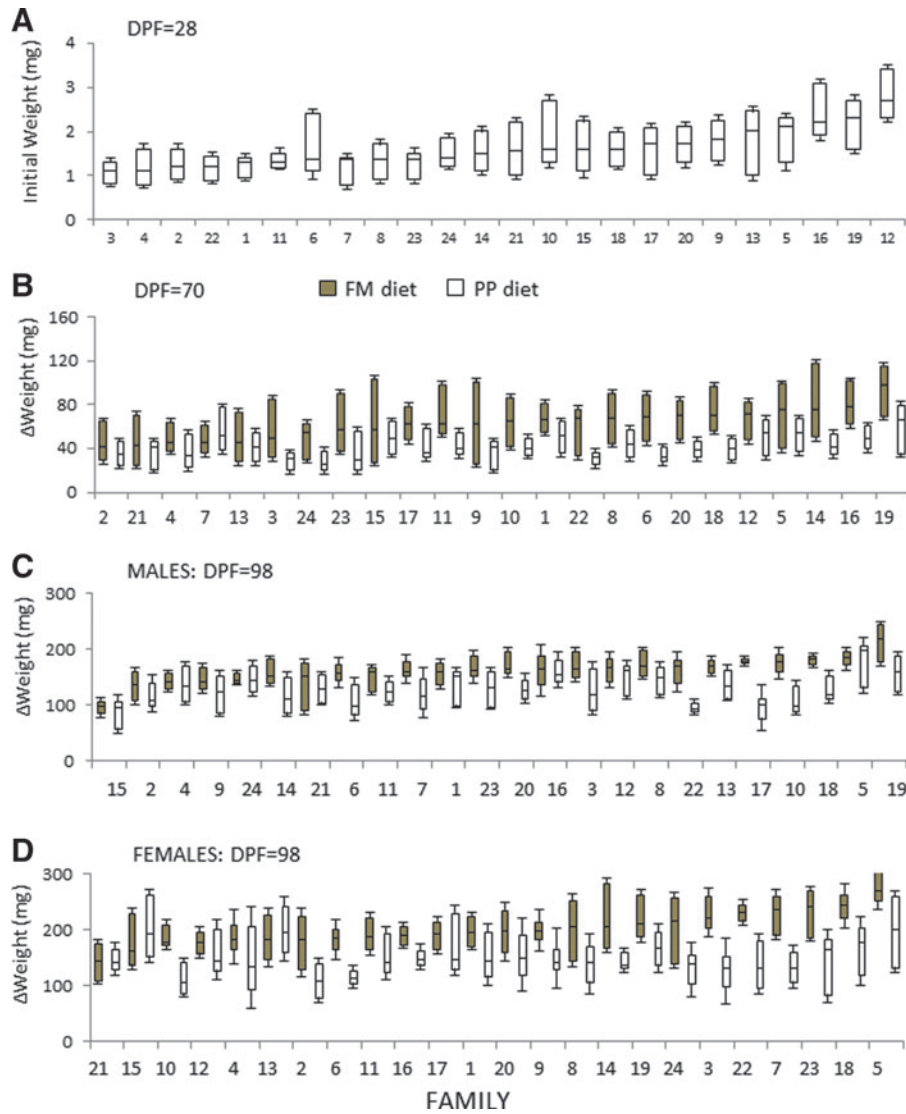 A
DPF=28
Initial Weight (mg)
4
3
2
1
0
3 4 2 22 1 11 6 7 8 23 24 14 21 10 15 18 17 20 9 13 5 16 19 12
B
DPF=70
FM diet PP diet
ΔWeight (mg)
160
120
80
40
0
2 21 4 7 13 3 24 23 15 17 11 9 10 1 22 8 6 20 18 12 5 14 16 19
C
MALES: DPF=98
ΔWeight (mg)
300
200
100
0
15 2 4 9 24 14 21 6 11 7 1 23 20 16 3 12 8 22 13 17 10 18 5 19
D
FEMALES: DPF=98
ΔWeight (mg)
300
200
100
0
21 15 10 12 4 13 2 6 11 16 17 1 20 9 8 14 19 24 3 22 7 23 18 5
FAMILY